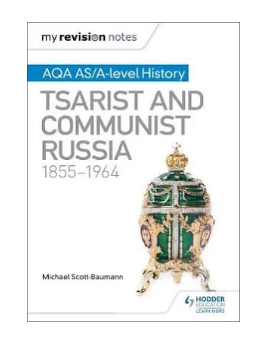 my revision notes
AQA AS/A-level History
TSARIST AND
COMMUNIST
RUSSIA
1855–1964
Michael Scott-Baumann
HODDER
EDUCATION
LEARN MORE